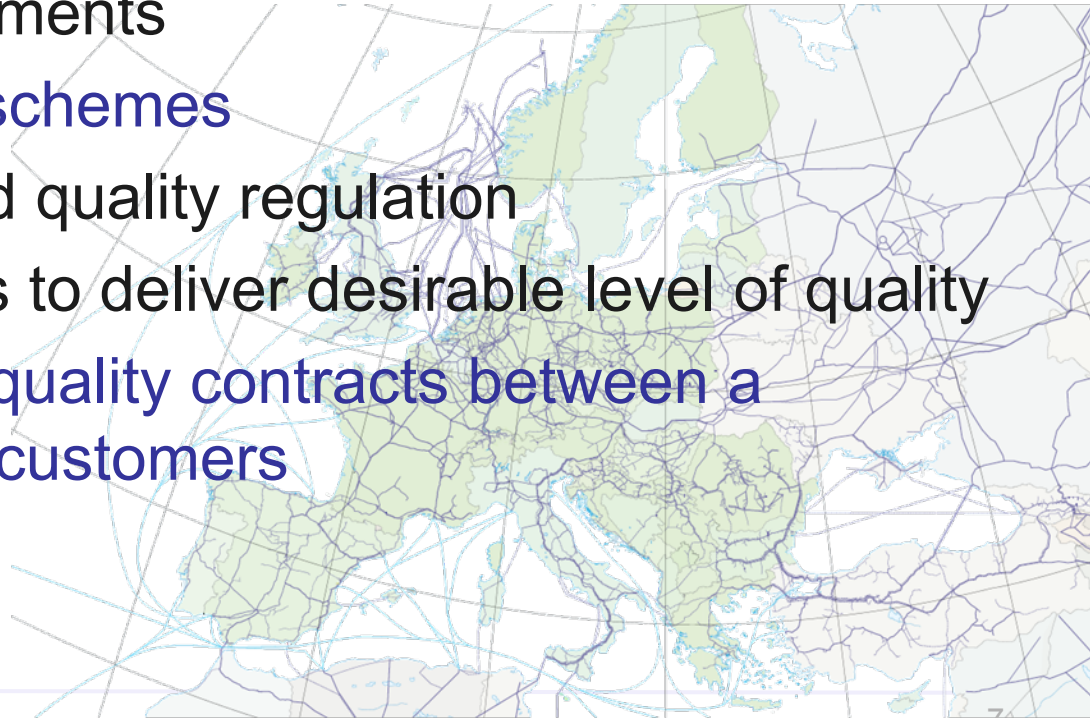 ments
schemes
d quality regulation
s to deliver desirable level of quality
quality contracts between a
customers